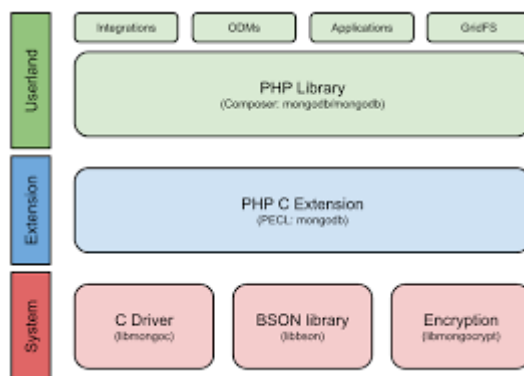 Integrations
ODMs
Applications
GridFS
Userland
PHP Library
(Composer: mongodb/mongodb)
Extension
PHP C Extension
(PECL: mongodb)
System
C Driver
(libmongoc)
BSON library
(libbson)
Encryption
(libmongocrypt)